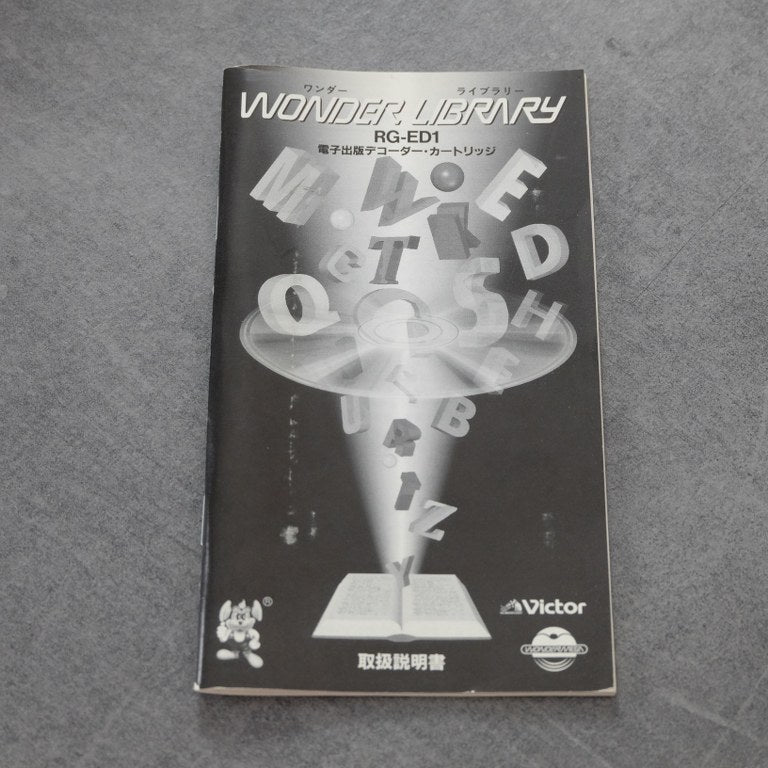 ワンダー ライブラリー
WONDER LIBRARY
RG-ED1
電子出版デコーダー・カートリッジ
M W E
T R D
C
Q S H
E
U B
R
I Z
Y
®
Victor
WONDERMEGA
取扱説明書